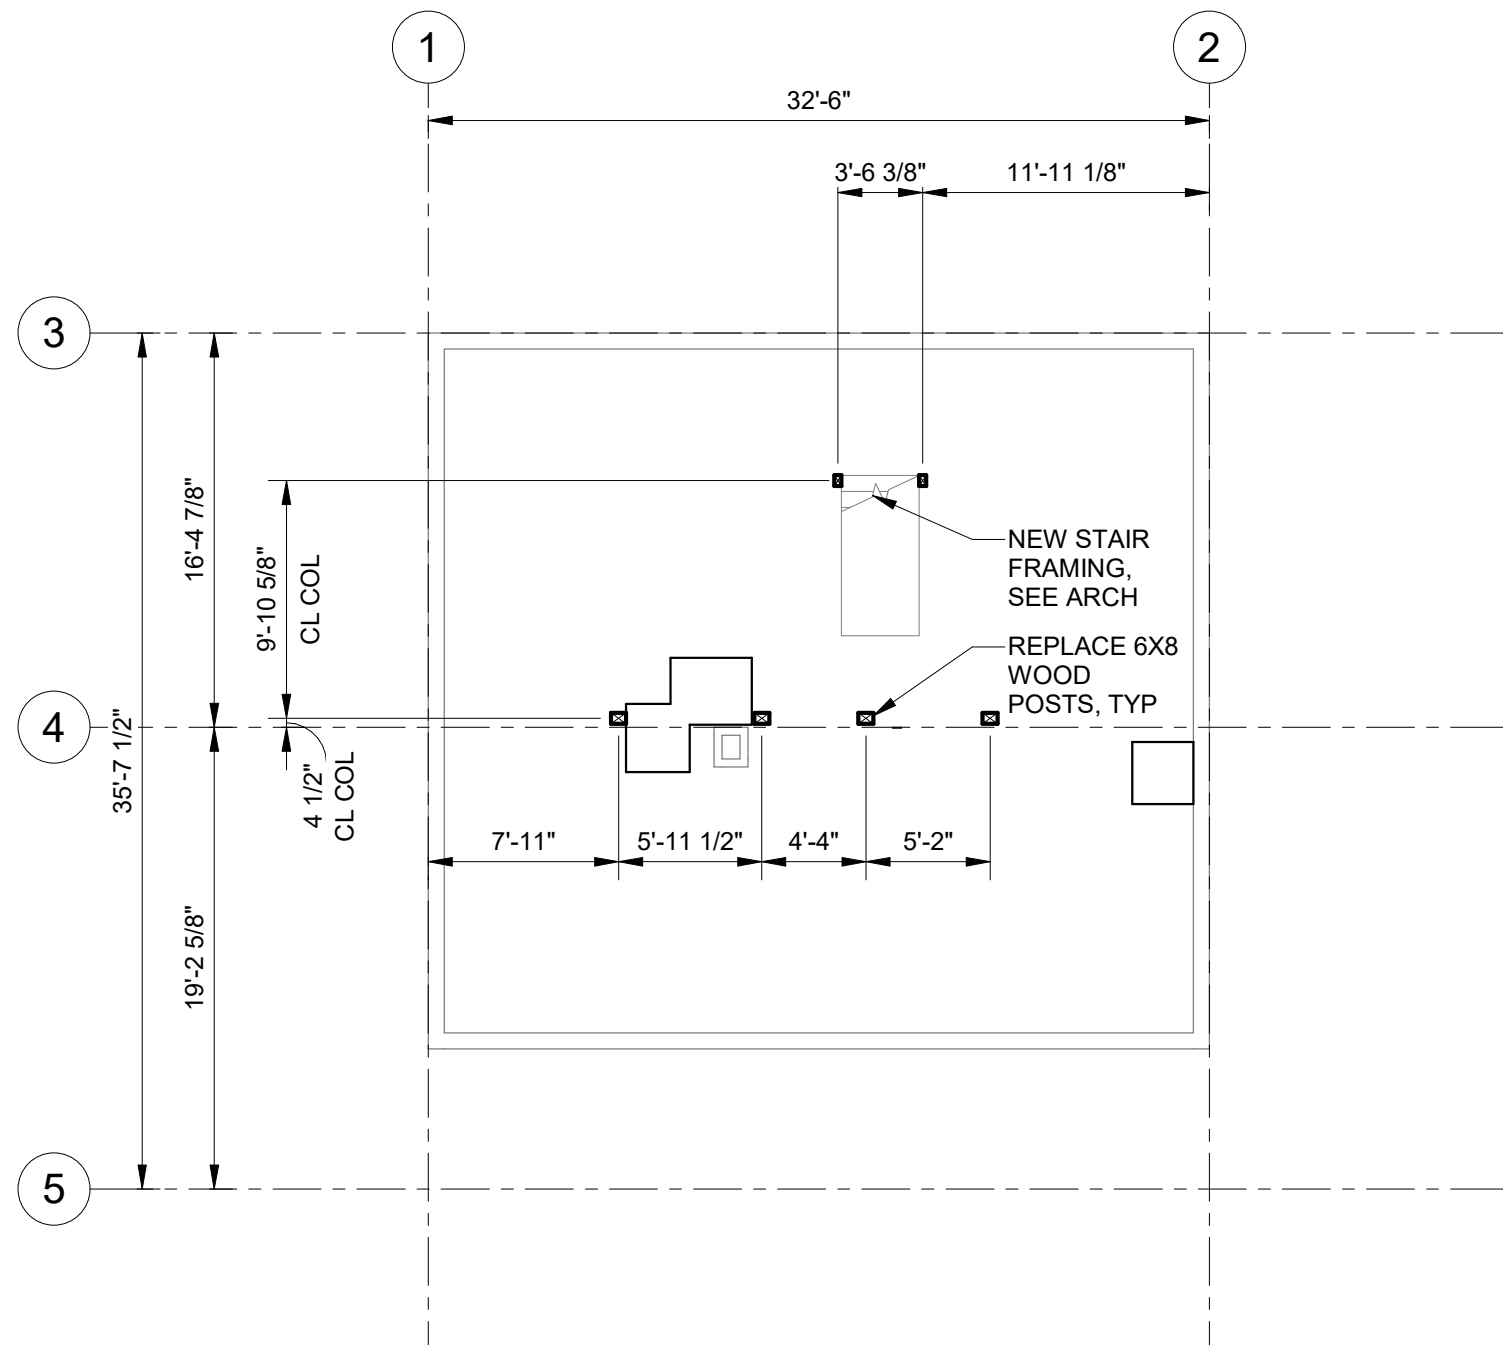 1
2
32'-6"
3'-6 3/8"
11'-11 1/8"
3
16'-4 7/8"
9'-10 5/8"
CL COL
NEW STAIR
FRAMING,
SEE ARCH
REPLACE 6X8
WOOD
POSTS, TYP
4
35'-7 1/2"
4 1/2"
CL COL
7'-11"
5'-11 1/2"
4'-4"
5'-2"
19'-2 5/8"
5